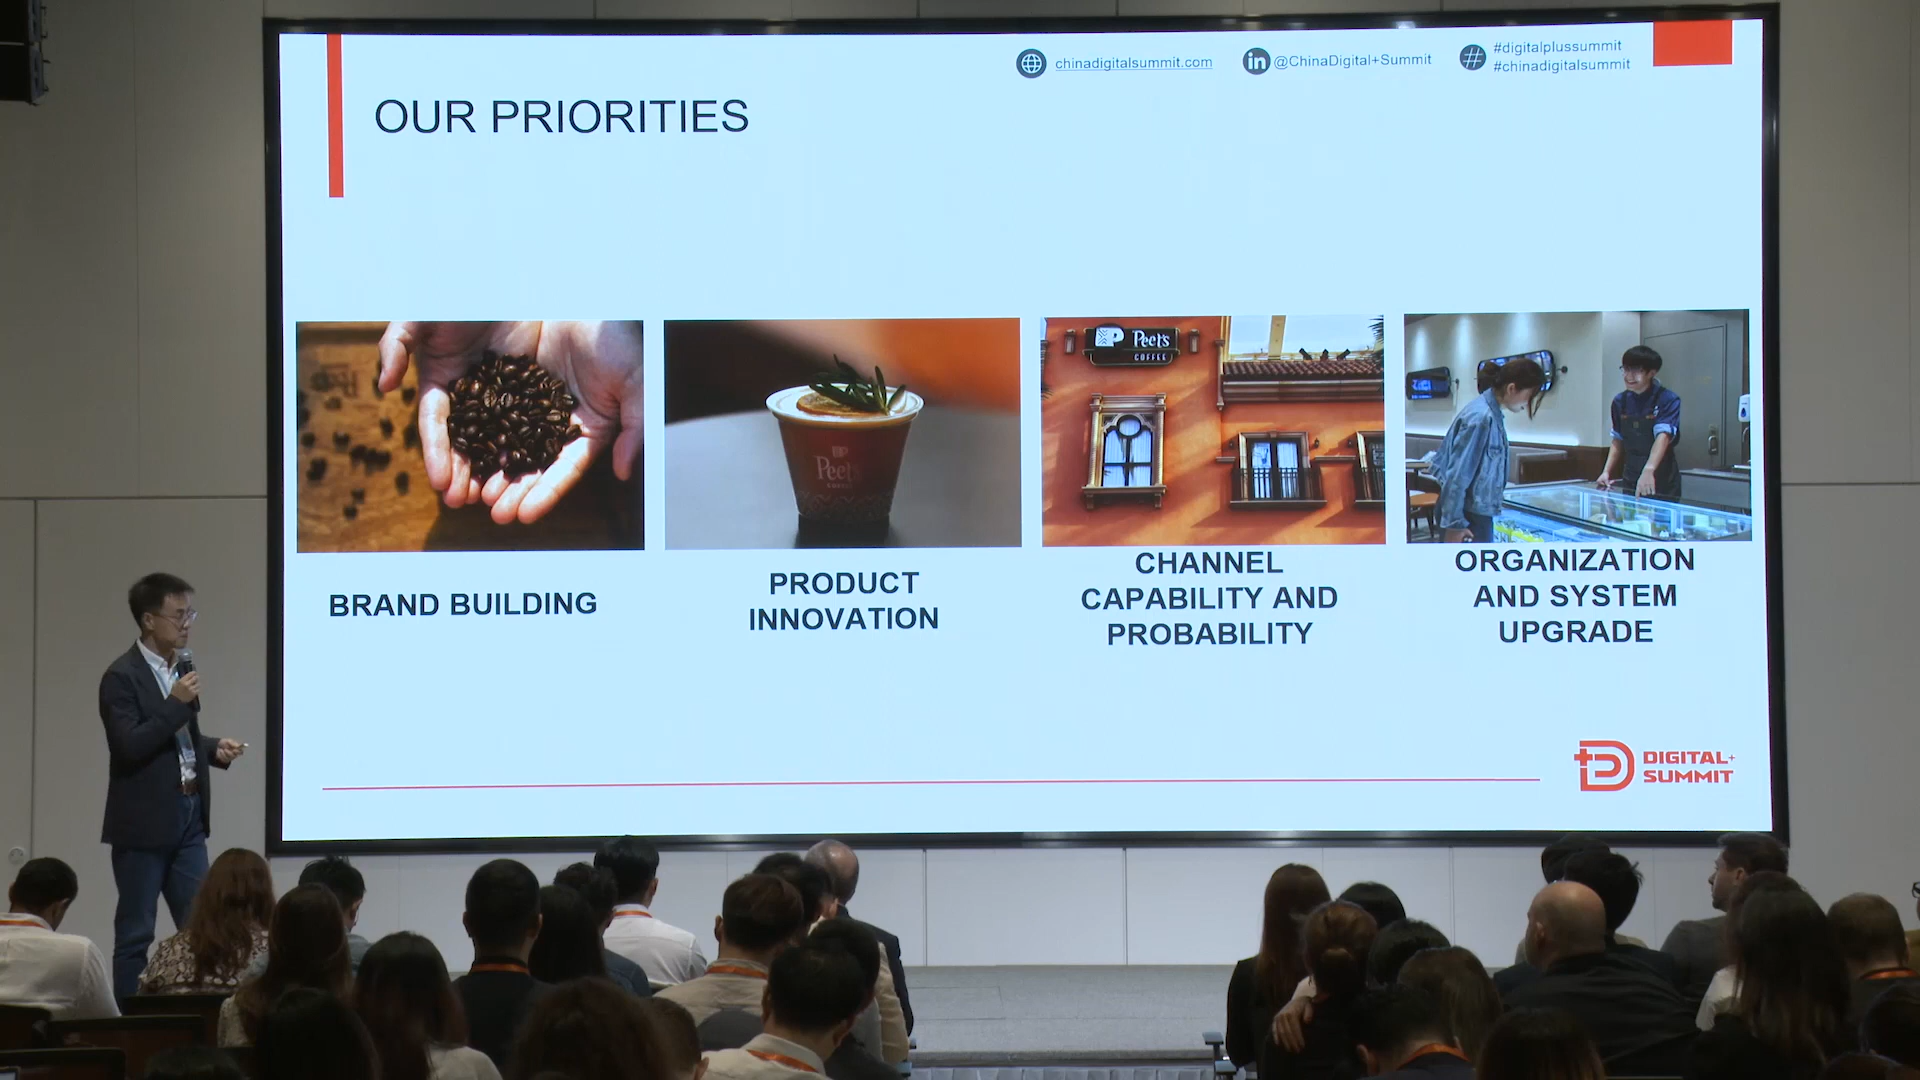 chinadigitalsummit.com
@ChinaDigital+Summit
#digitalplussummit
#chinadigitalsummit
OUR PRIORITIES
Peet's
COFFEE
Peet's
COFFEE
BRAND BUILDING
PRODUCT
INNOVATION
CHANNEL
CAPABILITY AND
PROBABILITY
ORGANIZATION
AND SYSTEM
UPGRADE
DIGITAL+
SUMMIT